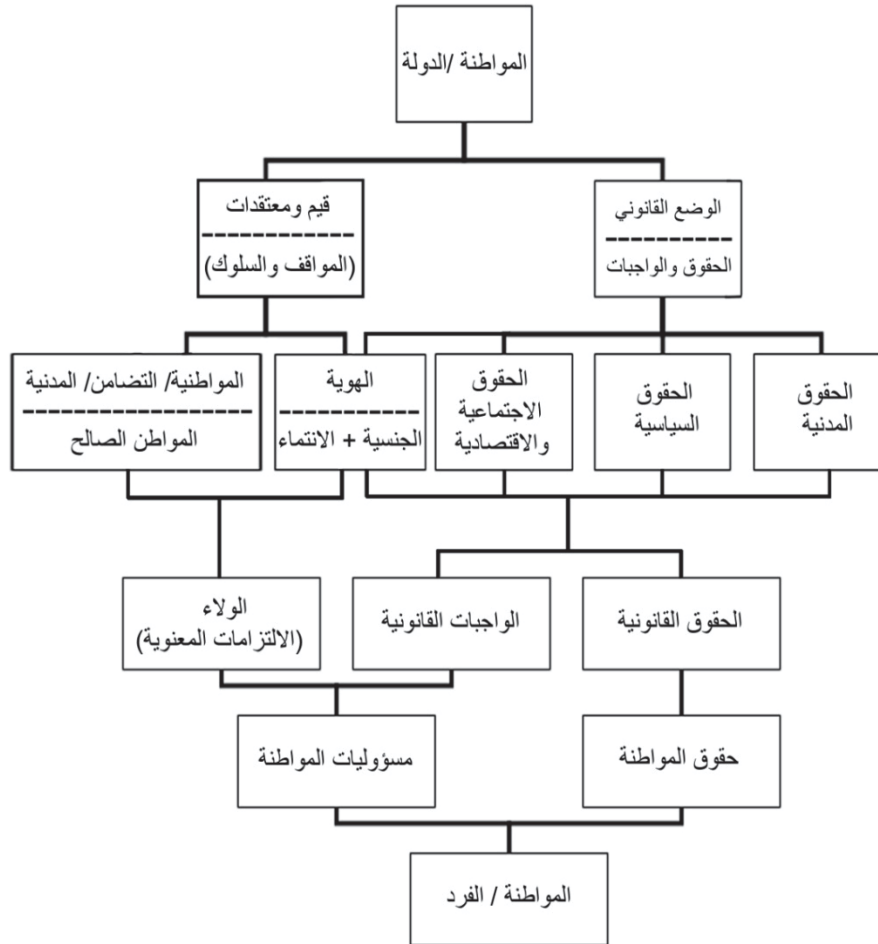 المواطنة /الدولة
الوضع القانوني
الحقوق والواجبات
قيم ومعتقدات
(المواقف والسلوك)
الحقوق
المدنية
الحقوق
السياسية
الحقوق
الاجتماعية
والاقتصادية
الهوية
الجنسية + الانتماء
المواطنية/ التضامن/ المدنية
المواطن الصالح
الحقوق القانونية
الواجبات القانونية
الولاء
(الالتزامات المعنوية)
حقوق المواطنة
مسؤوليات المواطنة
المواطنة / الفرد